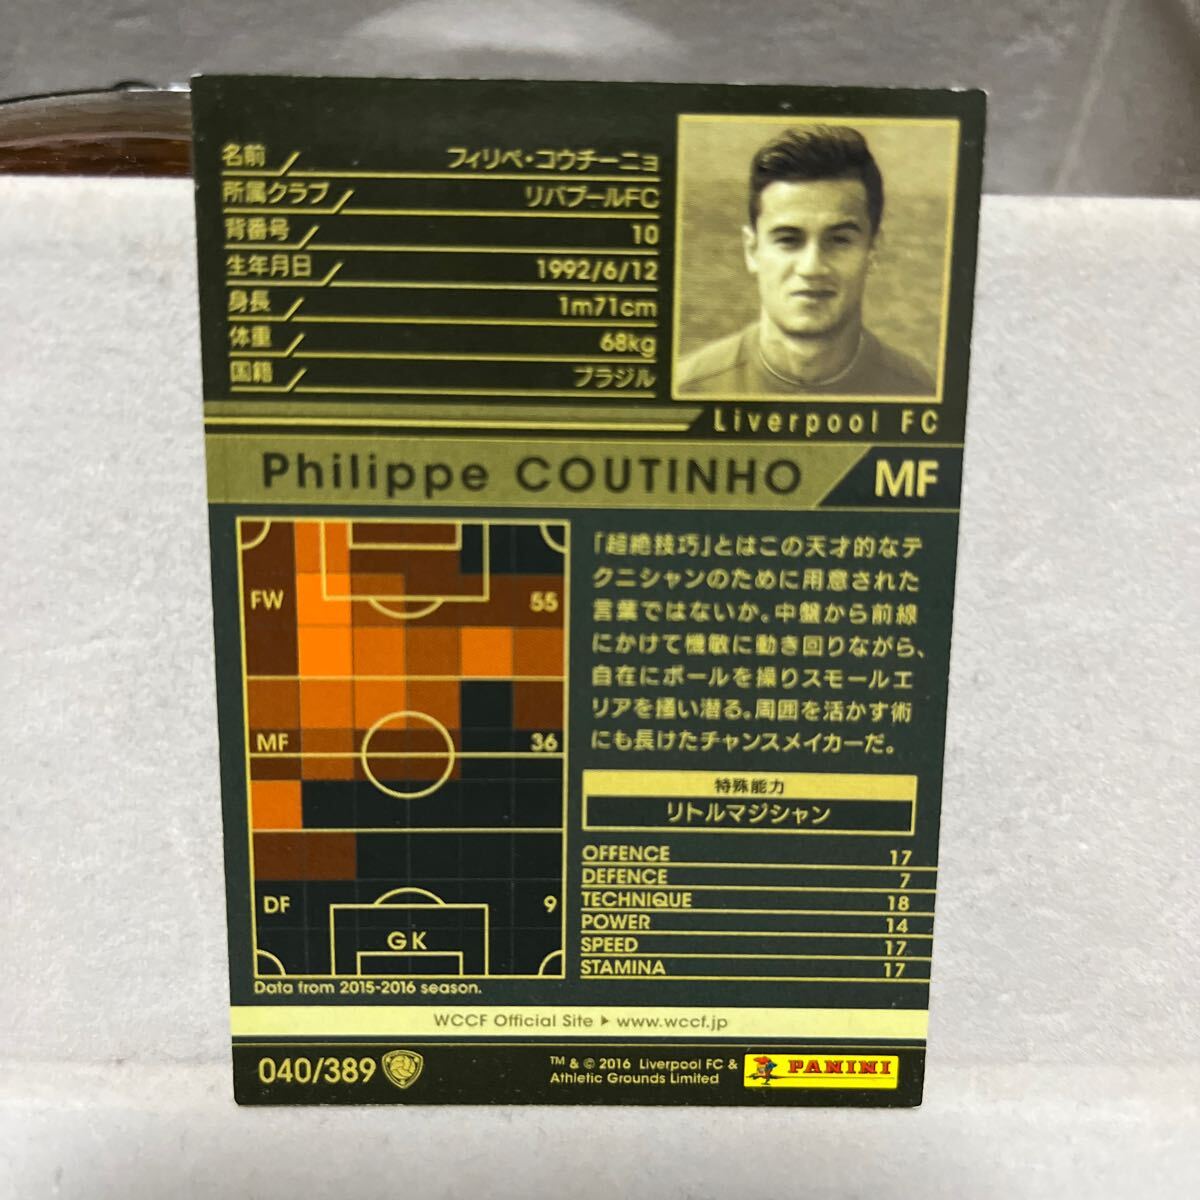 名前 フィリペ・コウチーニョ
所属クラブ リバプールFC
背番号 10
生年月日 1992/6/12
身長 1m71cm
体重 68kg
国籍 ブラジル
Liverpool FC
Philippe COUTINHO MF
FW 55
MF 36
DF 9
GK
Data from 2015-2016 season.
「超絶技巧」とはこの天才的なテ
クニシャンのために用意された
言葉ではないか。中盤から前線
にかけて機敏に動き回りながら、
自在にボールを操りスモールエ
リアを掻い潜る。周囲を活かす術
にも長けたチャンスメイカーだ。
特殊能力
リトルマジシャン
OFFENCE 17
DEFENCE 7
TECHNIQUE 18
POWER 14
SPEED 17
STAMINA 17
WCCF Official Site ▶ www.wccf.jp
040/389
™ & © 2016 Liverpool FC &
Athletic Grounds Limited
PANINI